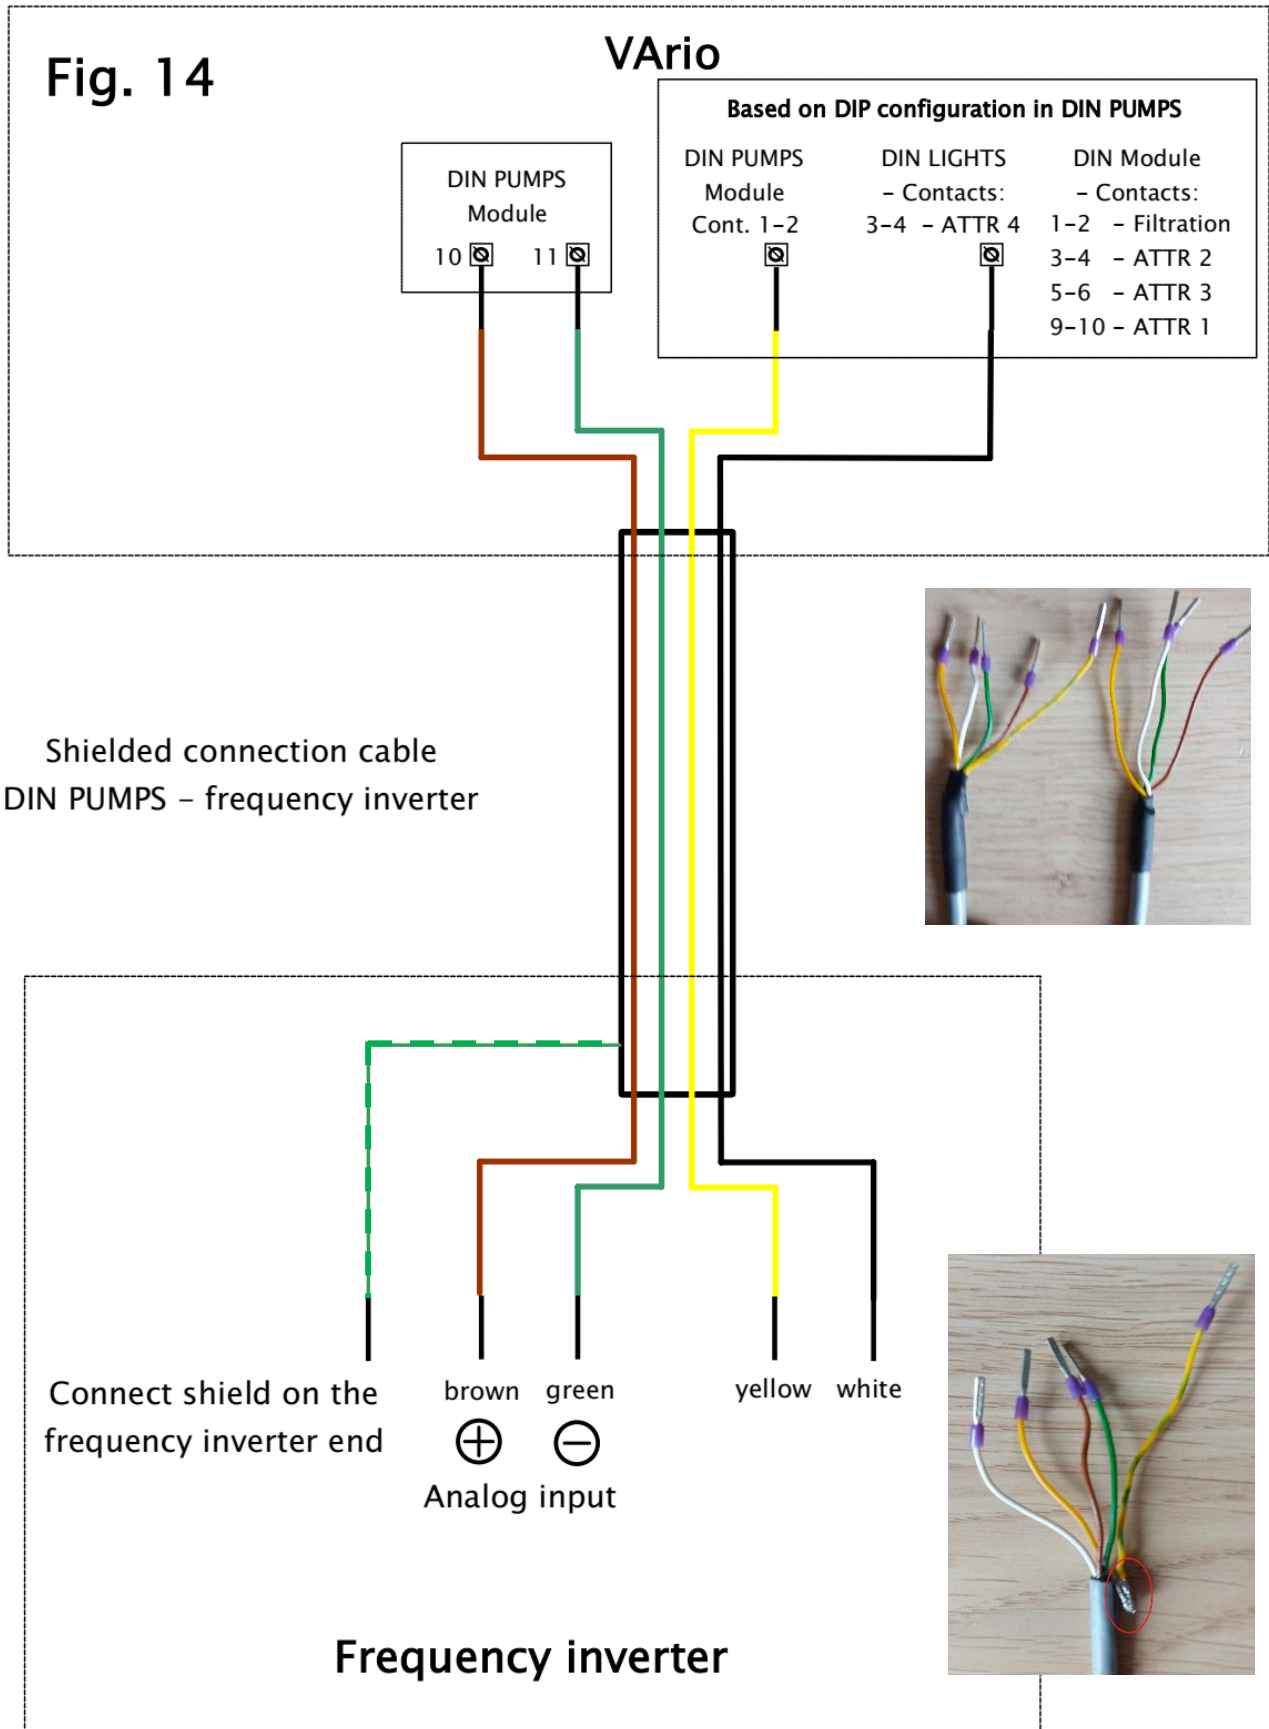 Fig. 14
VArio
Based on DIP configuration in DIN PUMPS
DIN PUMPS
Module
10
11
DIN PUMPS
Module
Cont. 1-2
DIN LIGHTS
- Contacts:
3-4 - ATTR 4
DIN Module
- Contacts:
1-2 - Filtration
3-4 - ATTR 2
5-6 - ATTR 3
9-10 - ATTR 1
Shielded connection cable
DIN PUMPS – frequency inverter
Connect shield on the
frequency inverter end
brown
green
+
−
Analog input
yellow
white
Frequency inverter